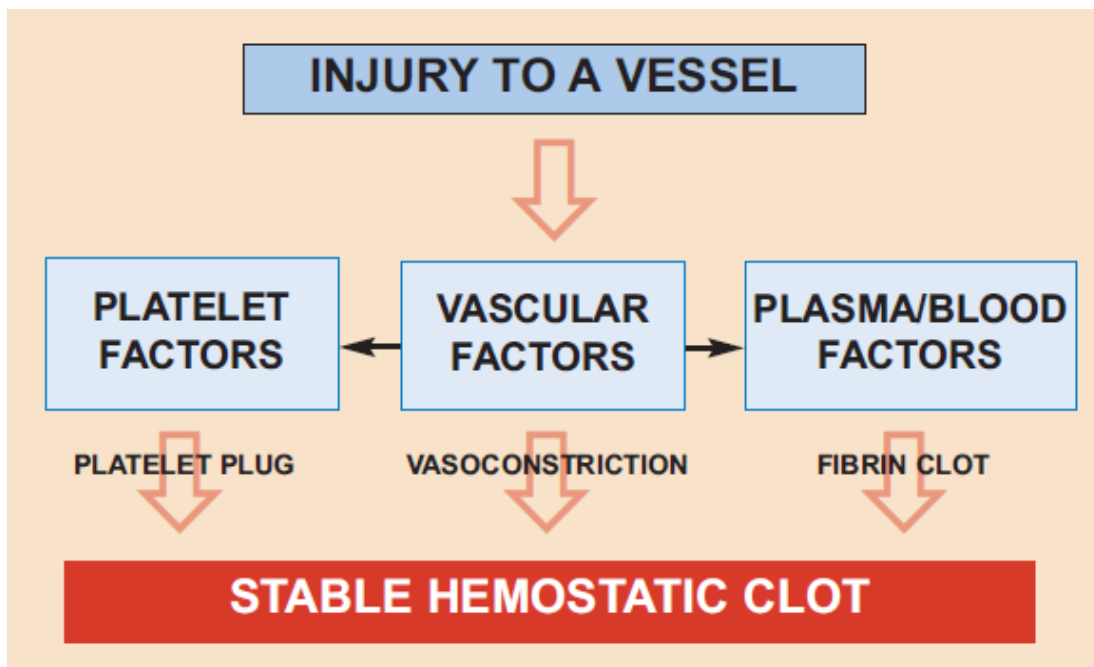 INJURY TO A VESSEL
PLATELET
FACTORS
VASCULAR
FACTORS
PLASMA/BLOOD
FACTORS
PLATELET PLUG
VASOCONSTRICTION
FIBRIN CLOT
STABLE HEMOSTATIC CLOT